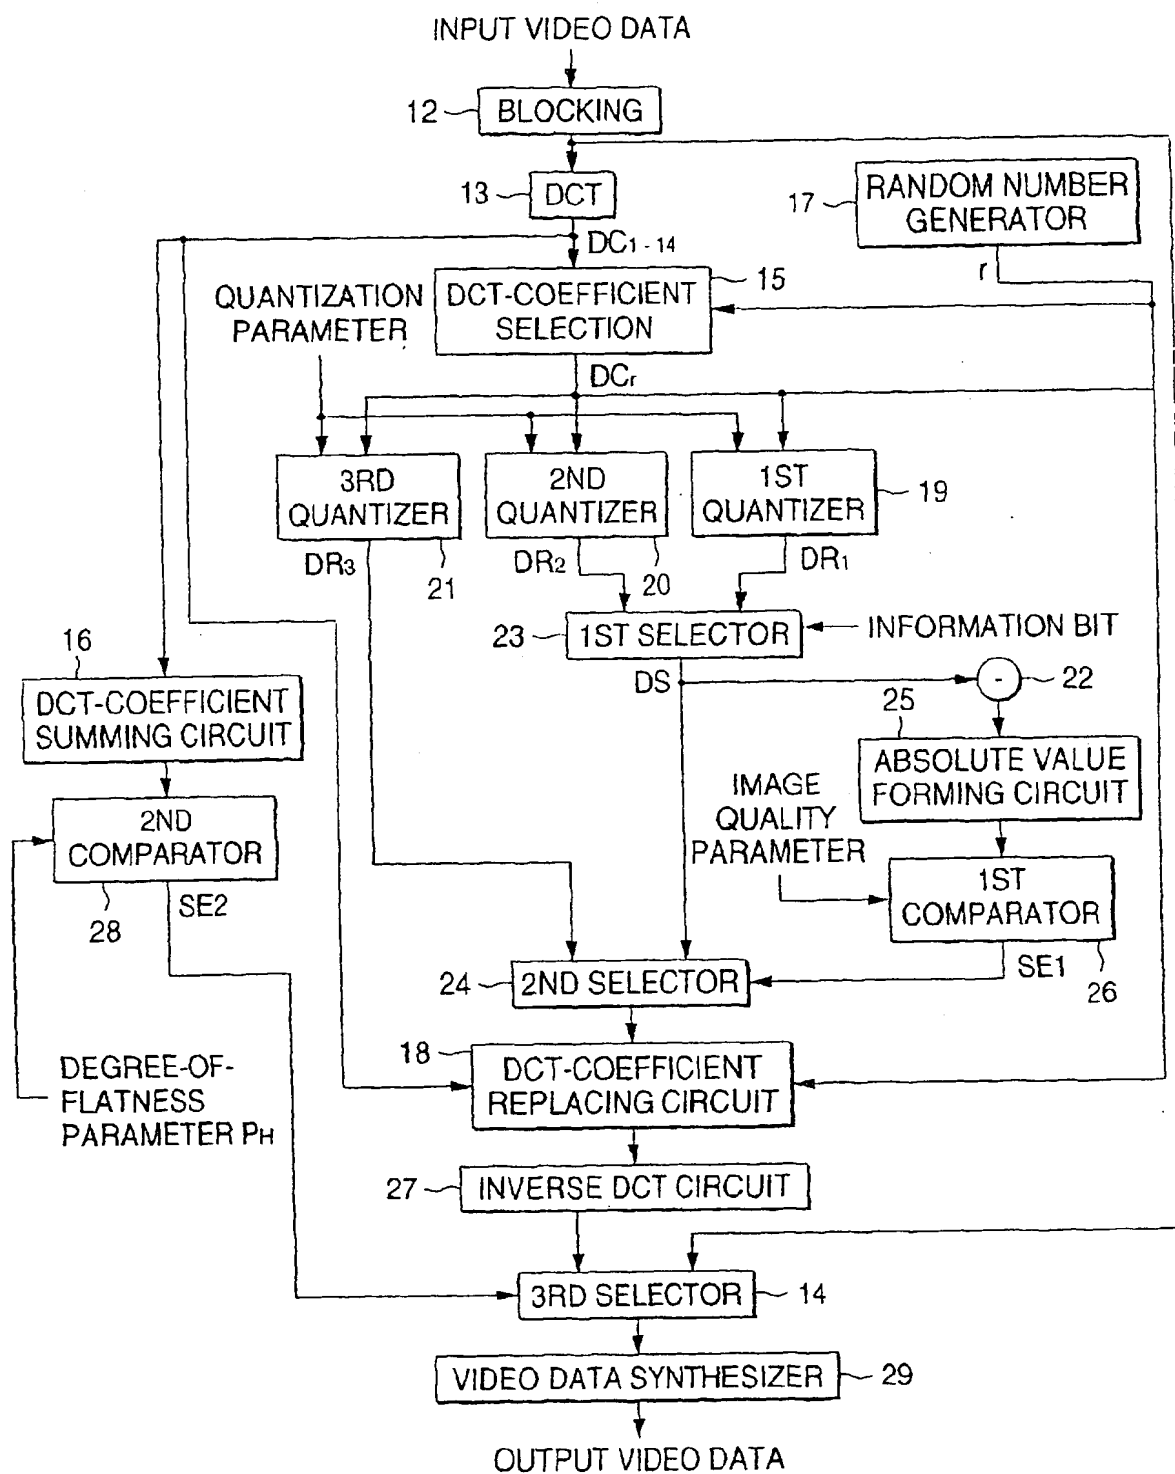 INPUT VIDEO DATA
12
BLOCKING
13
DCT
17
RANDOM NUMBER
GENERATOR
DC1 - 14
r
QUANTIZATION
PARAMETER
DCT-COEFFICIENT
SELECTION
15
DCr
3RD
QUANTIZER
2ND
QUANTIZER
1ST
QUANTIZER
19
DR3
21
DR2
20
DR1
23
1ST SELECTOR
INFORMATION BIT
16
DS
-
22
DCT-COEFFICIENT
SUMMING CIRCUIT
25
ABSOLUTE VALUE
FORMING CIRCUIT
IMAGE
QUALITY
PARAMETER
2ND
COMPARATOR
1ST
COMPARATOR
28
SE2
SE1
26
24
2ND SELECTOR
18
DCT-COEFFICIENT
REPLACING CIRCUIT
DEGREE-OF-
FLATNESS
PARAMETER PH
27
INVERSE DCT CIRCUIT
3RD SELECTOR
14
VIDEO DATA SYNTHESIZER
29
OUTPUT VIDEO DATA